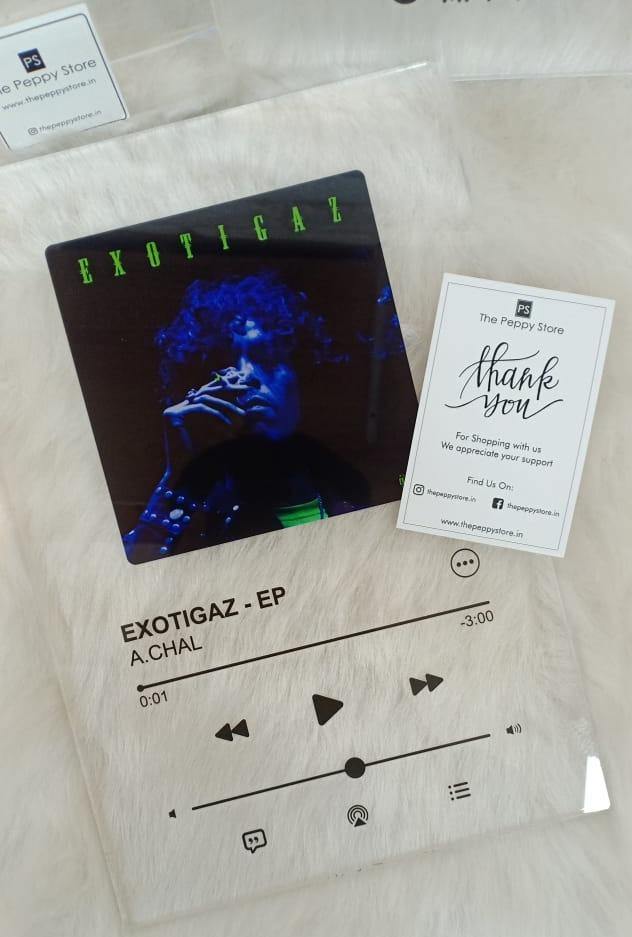 PS
The Peppy Store
www.thepeppystore.in
thepeppystore.in
EXOTIGAZ
PS
The Peppy Store
thank
you
For Shopping with us
We appreciate your support
Find Us On:
thepeppystore.in thepeppystore.in
www.thepeppystore.in
EXOTIGAZ - EP
A.CHAL
0:01 -3:00